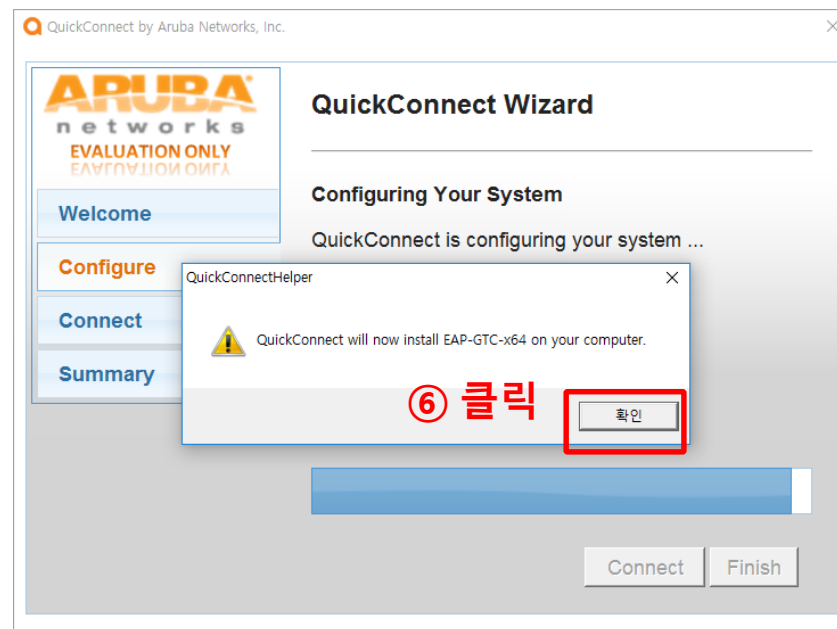 QuickConnect by Aruba Networks, Inc.
ARUBA
networks
EVALUATION ONLY
Welcome
Configure
Connect
Summary
QuickConnect Wizard
Configuring Your System
QuickConnect is configuring your system ...
QuickConnectHelper
QuickConnect will now install EAP-GTC-x64 on your computer.
⑥ 클릭
확인
Connect
Finish